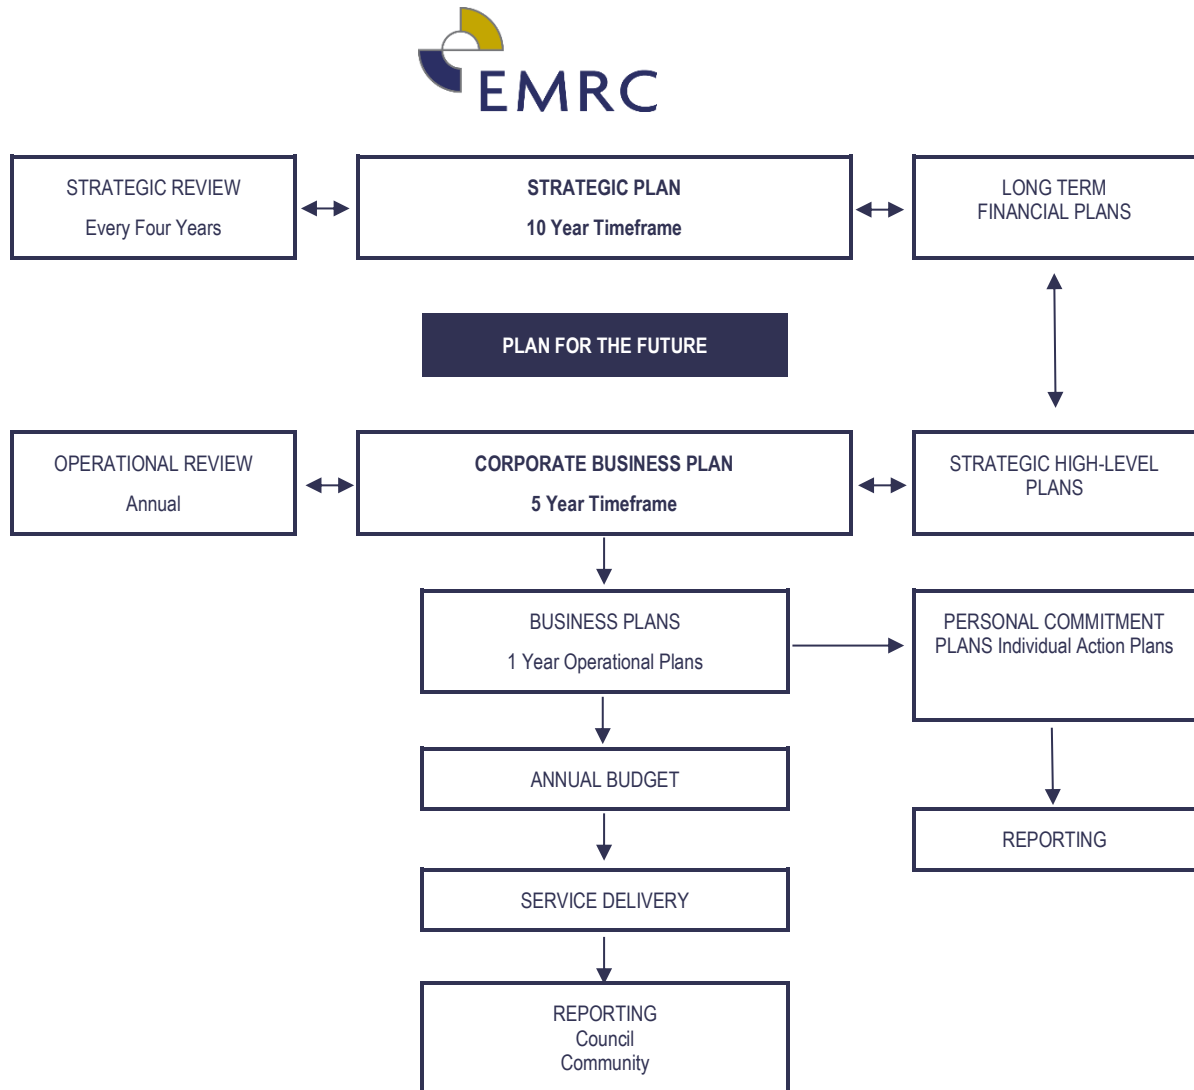 EMRC
STRATEGIC REVIEW
Every Four Years
STRATEGIC PLAN
10 Year Timeframe
LONG TERM
FINANCIAL PLANS
PLAN FOR THE FUTURE
OPERATIONAL REVIEW
Annual
CORPORATE BUSINESS PLAN
5 Year Timeframe
STRATEGIC HIGH-LEVEL
PLANS
BUSINESS PLANS
1 Year Operational Plans
PERSONAL COMMITMENT
PLANS Individual Action Plans
ANNUAL BUDGET
REPORTING
SERVICE DELIVERY
REPORTING
Council
Community